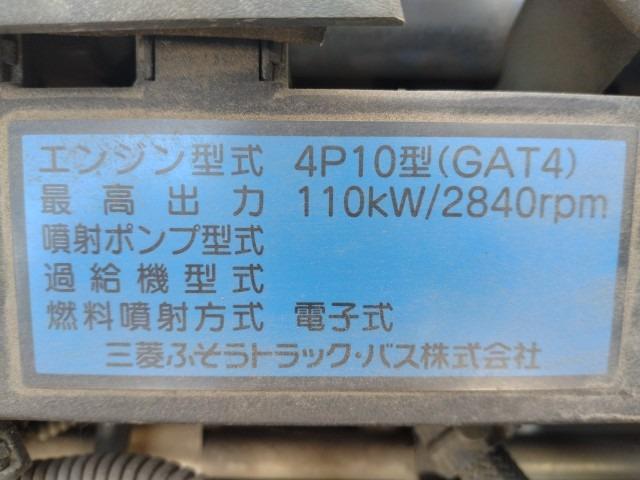 エンジン型式 4P10型(GAT4)
最高出力 110kW/2840rpm
噴射ポンプ型式
過給機型式
燃料噴射方式 電子式
三菱ふそうトラック・バス株式会社